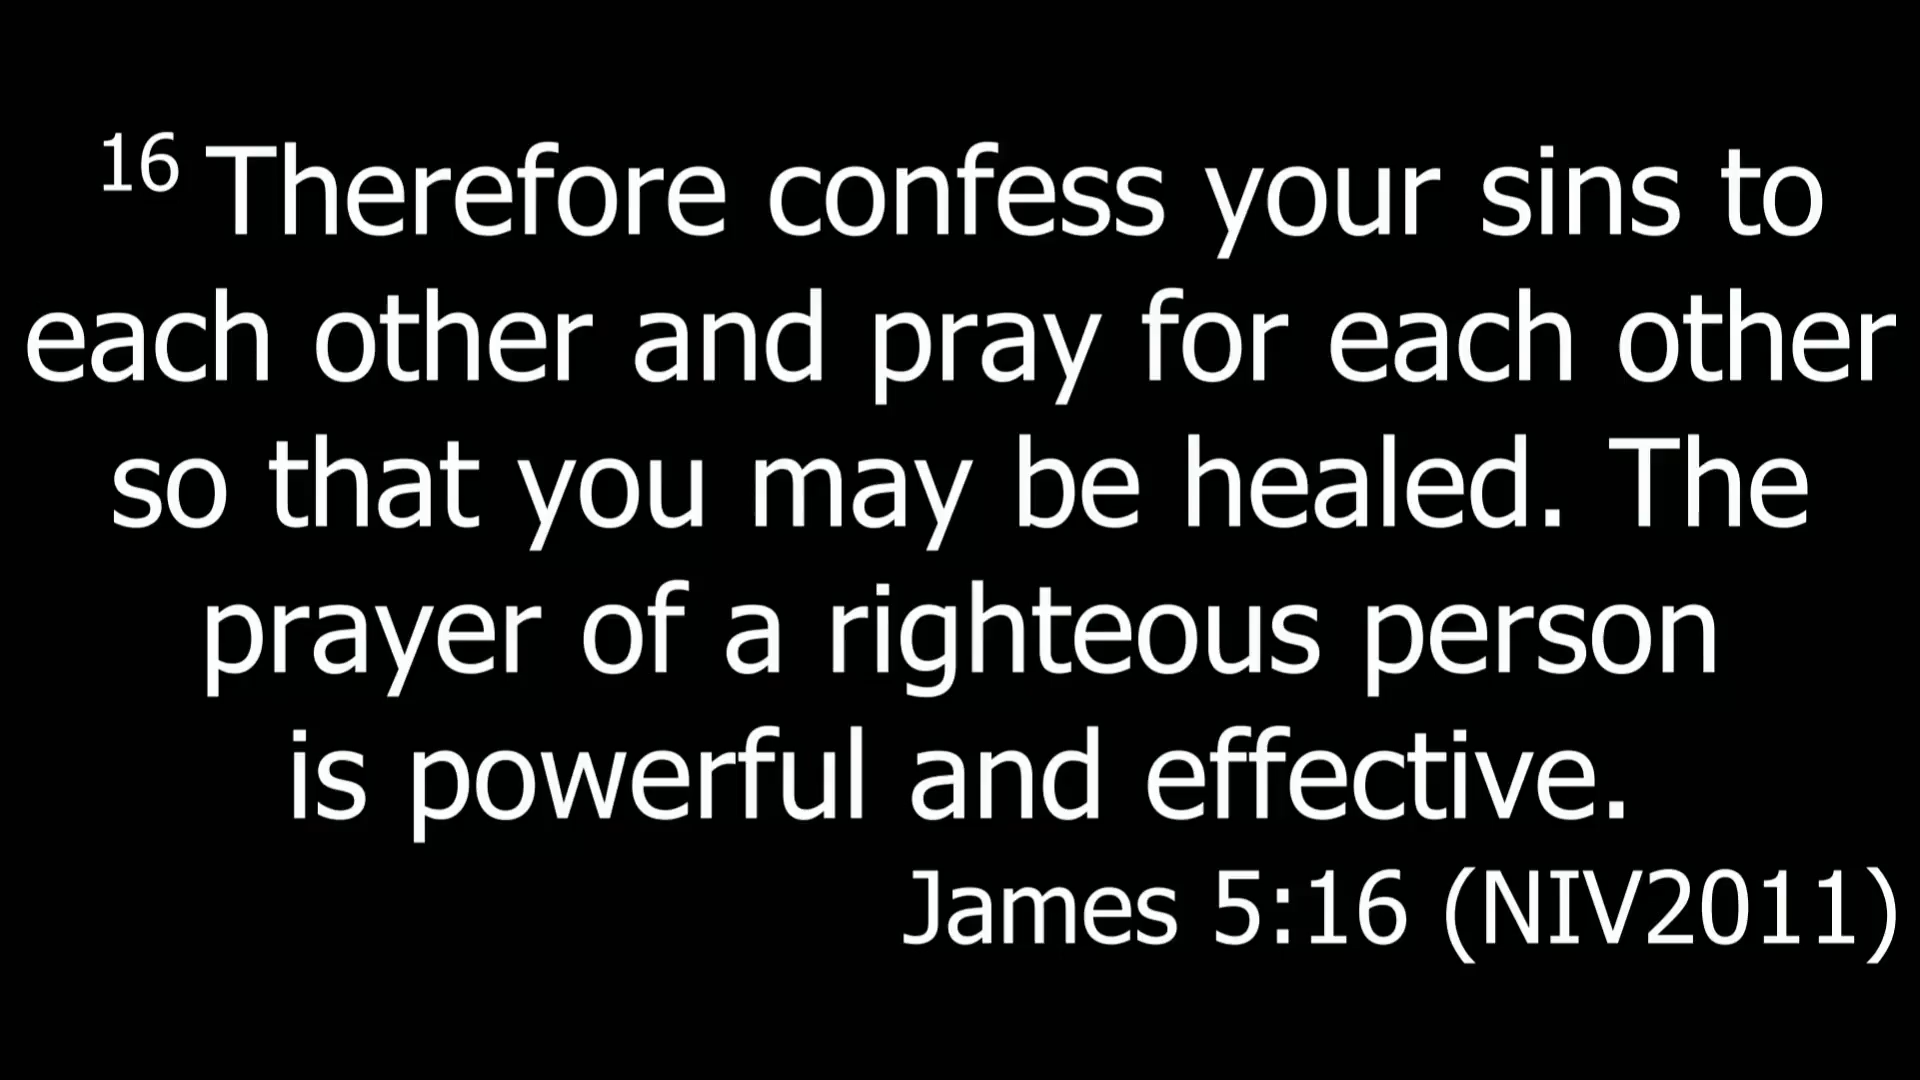 16 Therefore confess your sins to
each other and pray for each other
so that you may be healed. The
prayer of a righteous person
is powerful and effective.
James 5:16 (NIV2011)